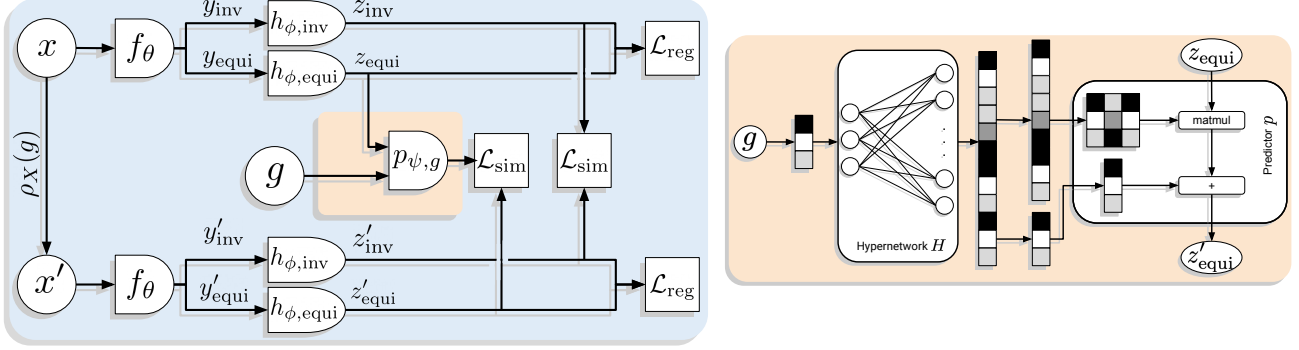 x
f_θ
y_inv
h_ϕ,inv
z_inv
y_equi
h_ϕ,equi
z_equi
ℒ_reg
ρ_X(g)
g
p_ψ,g
ℒ_sim
ℒ_sim
x′
f_θ
y′_inv
h_ϕ,inv
z′_inv
y′_equi
h_ϕ,equi
z′_equi
ℒ_reg
g
Hypernetwork H
z_equi
matmul
+
z′_equi
Predictor p